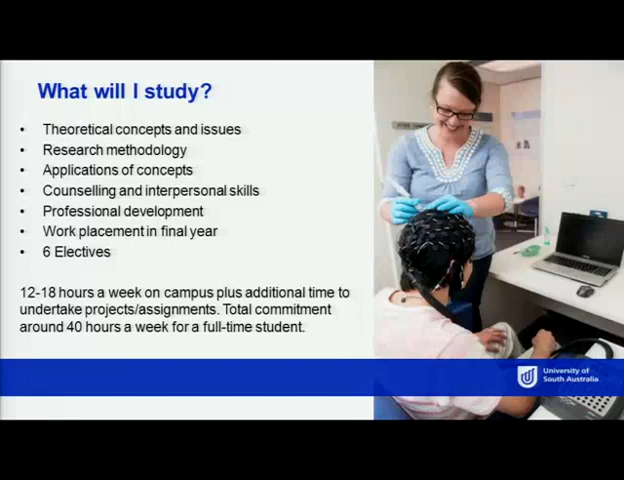 What will I study?
• Theoretical concepts and issues
• Research methodology
• Applications of concepts
• Counselling and interpersonal skills
• Professional development
• Work placement in final year
• 6 Electives
12-18 hours a week on campus plus additional time to
undertake projects/assignments. Total commitment
around 40 hours a week for a full-time student.
University of
South Australia